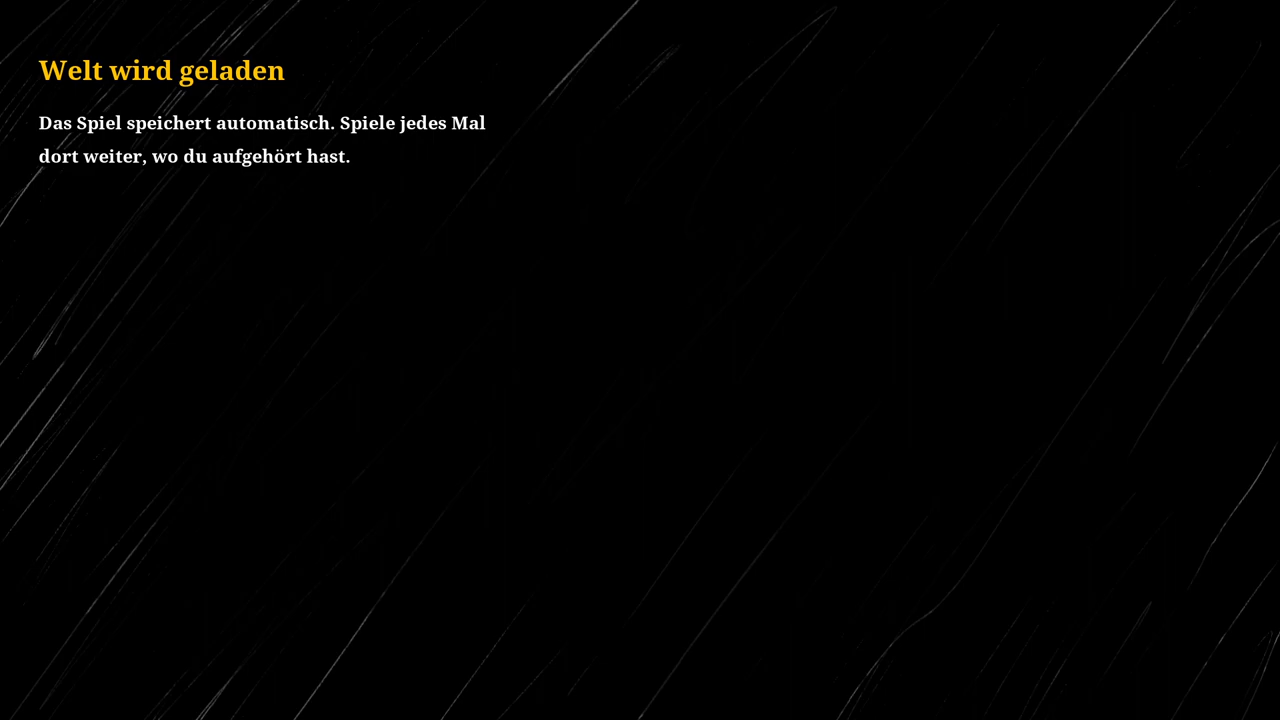 Welt wird geladen
Das Spiel speichert automatisch. Spiele jedes Mal
dort weiter, wo du aufgehört hast.